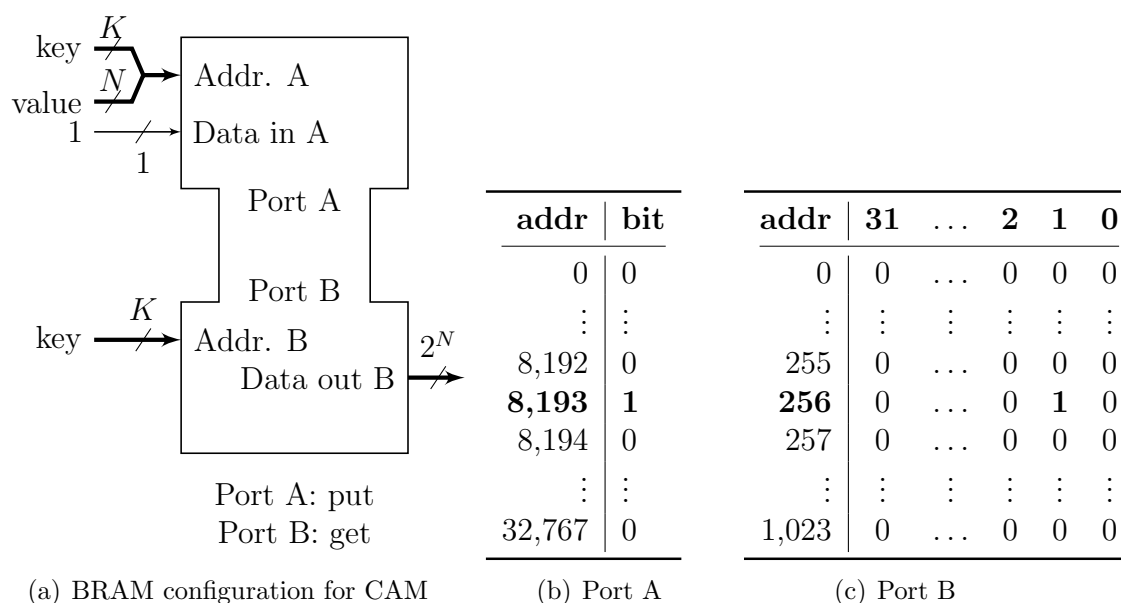 key K
value N
1 1
Addr. A
Data in A
Port A
Port B
key K
Addr. B
Data out B 2^N
Port A: put
Port B: get
(a) BRAM configuration for CAM
addr bit
0 0
⋮ ⋮
8,192 0
8,193 1
8,194 0
⋮ ⋮
32,767 0
(b) Port A
addr 31 … 2 1 0
0 0 … 0 0 0
⋮ ⋮ ⋮ ⋮ ⋮ ⋮
255 0 … 0 0 0
256 0 … 0 1 0
257 0 … 0 0 0
⋮ ⋮ ⋮ ⋮ ⋮ ⋮
1,023 0 … 0 0 0
(c) Port B